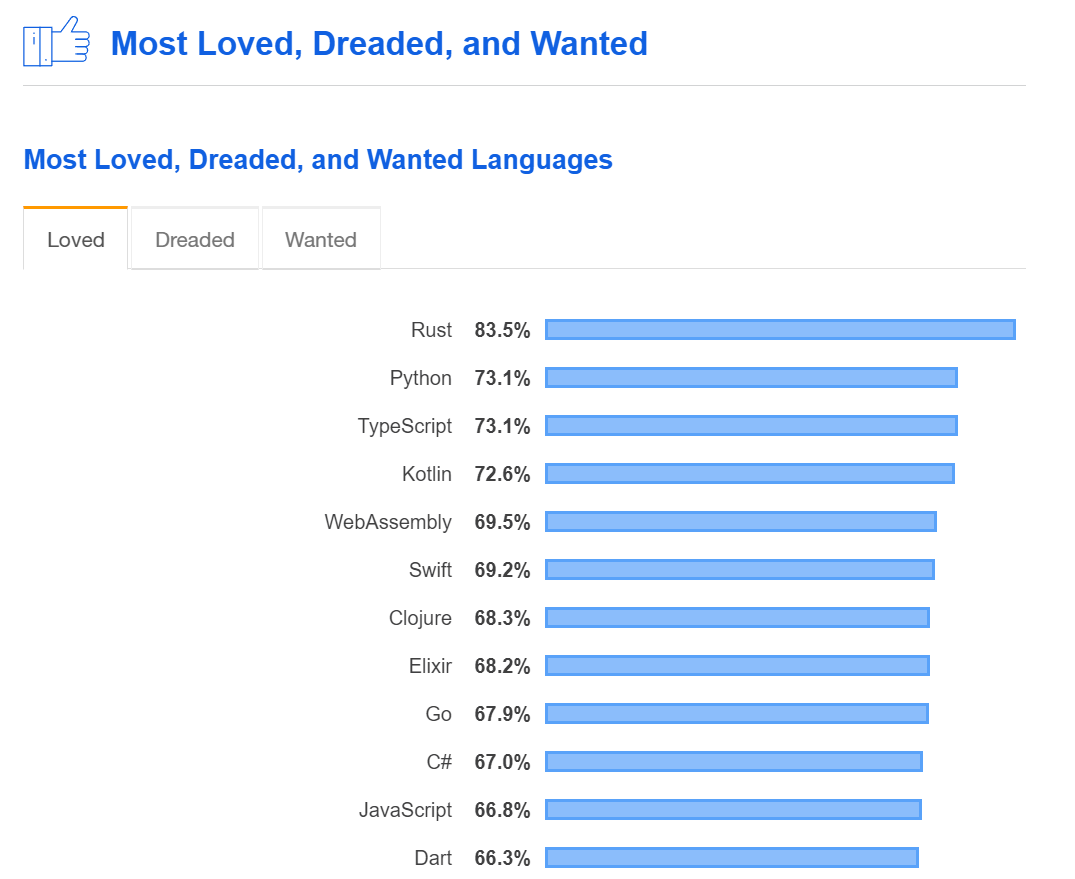 Most Loved, Dreaded, and Wanted
Most Loved, Dreaded, and Wanted Languages
Loved Dreaded Wanted
Rust 83.5%
Python 73.1%
TypeScript 73.1%
Kotlin 72.6%
WebAssembly 69.5%
Swift 69.2%
Clojure 68.3%
Elixir 68.2%
Go 67.9%
C# 67.0%
JavaScript 66.8%
Dart 66.3%